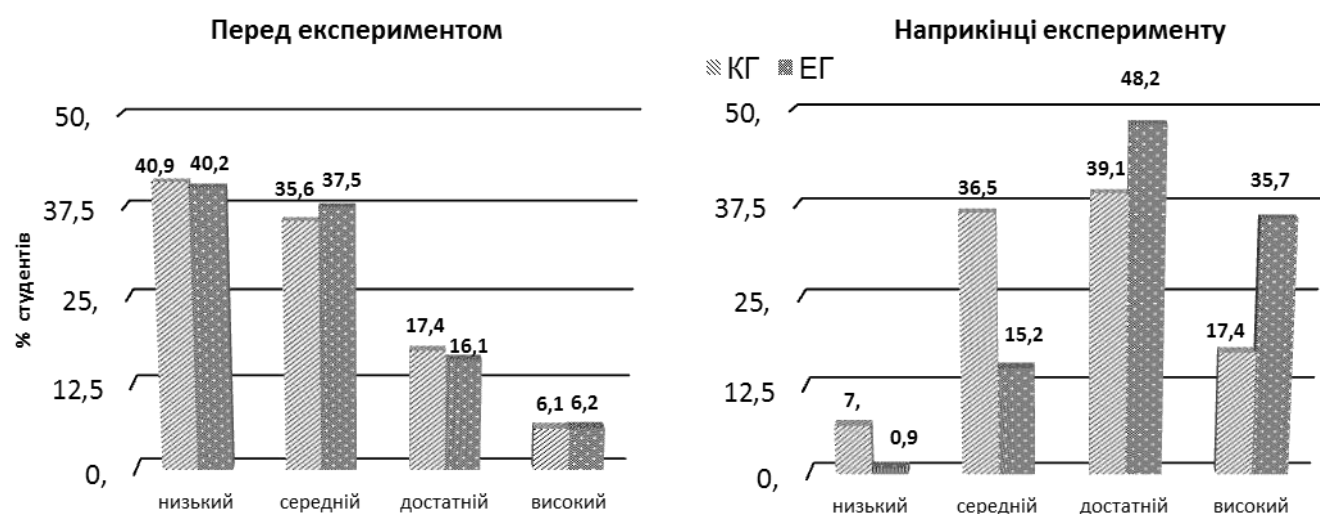 Перед експериментом
50,
37,5
25,
12,5
0,
% студентів
40,9
40,2
35,6
37,5
17,4
16,1
6,1
6,2
низький
середній
достатній
високий
Наприкінці експерименту
КГ ЕГ
50,
37,5
25,
12,5
0,
7,
0,9
36,5
15,2
39,1
48,2
17,4
35,7
низький
середній
достатній
високий